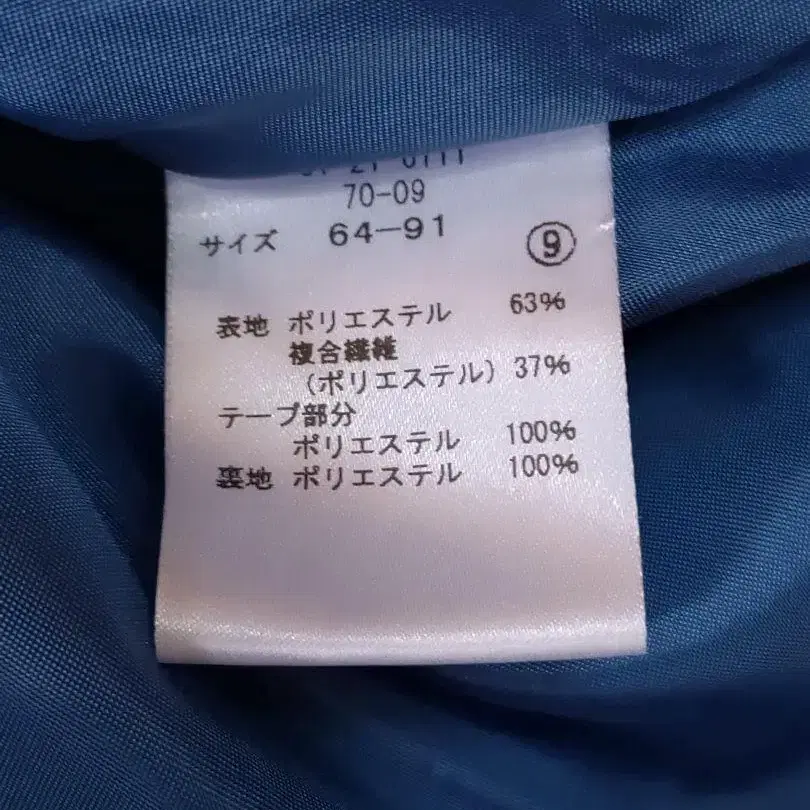 70-09
サイズ 64-91 ⑨
表地 ポリエステル 63%
複合繊維
(ポリエステル) 37%
テープ部分
ポリエステル 100%
裏地 ポリエステル 100%